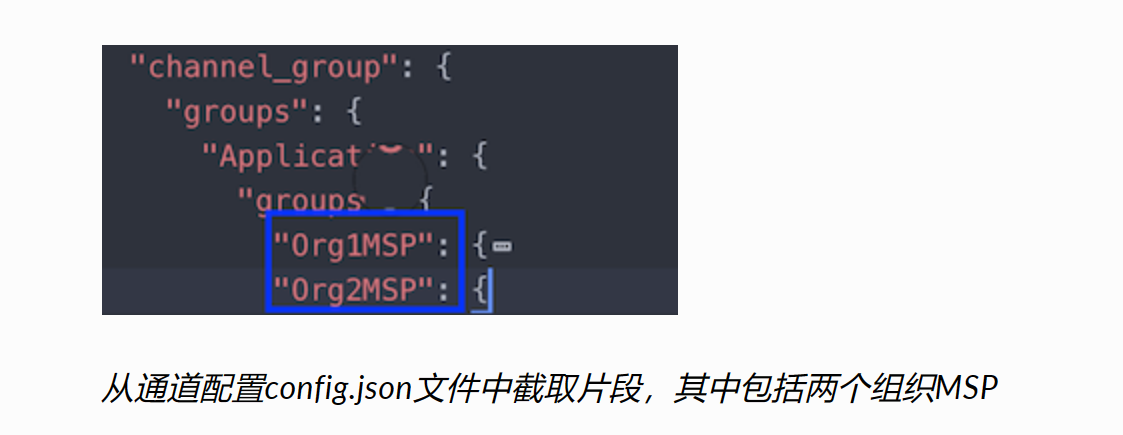 "channel_group": {
"groups": {
"Applicat": {
"groups {
"Org1MSP": {
"Org2MSP": {
从通道配置config.json文件中截取片段，其中包括两个组织MSP